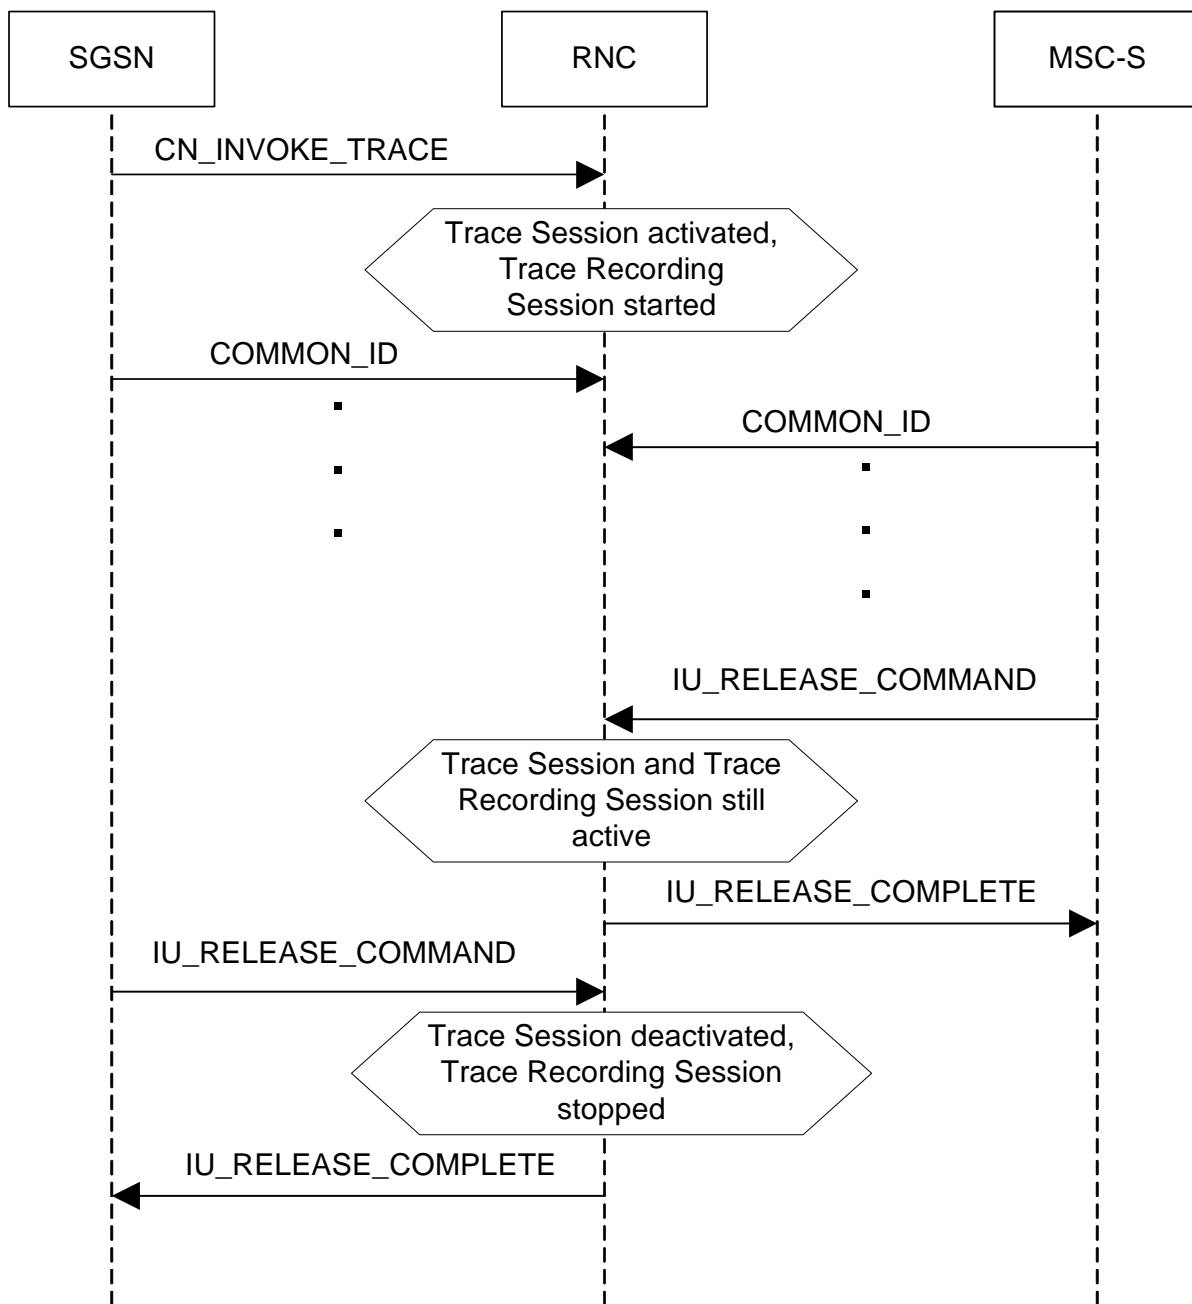 SGSN
RNC
MSC-S
CN_INVOKE_TRACE
Trace Session activated,
Trace Recording
Session started
COMMON_ID
COMMON_ID
IU_RELEASE_COMMAND
Trace Session and Trace
Recording Session still
active
IU_RELEASE_COMPLETE
IU_RELEASE_COMMAND
Trace Session deactivated,
Trace Recording Session
stopped
IU_RELEASE_COMPLETE